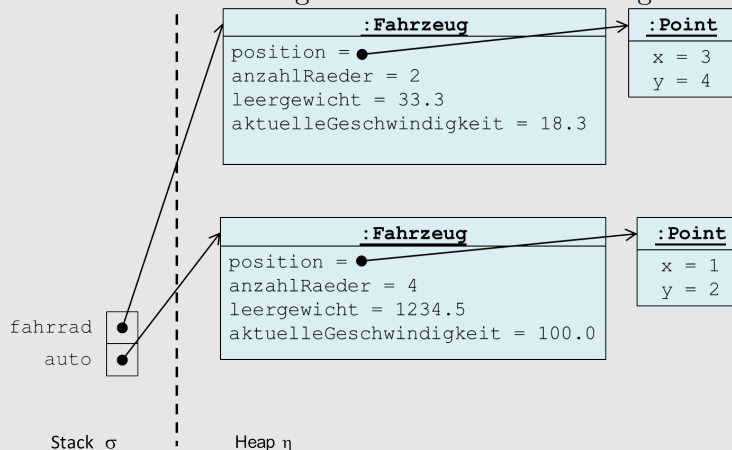 :Fahrzeug
position =
anzahlRaeder = 2
leergewicht = 33.3
aktuelleGeschwindigkeit = 18.3
:Point
x = 3
y = 4
:Fahrzeug
position =
anzahlRaeder = 4
leergewicht = 1234.5
aktuelleGeschwindigkeit = 100.0
:Point
x = 1
y = 2
fahrrad
auto
Stack σ
Heap η